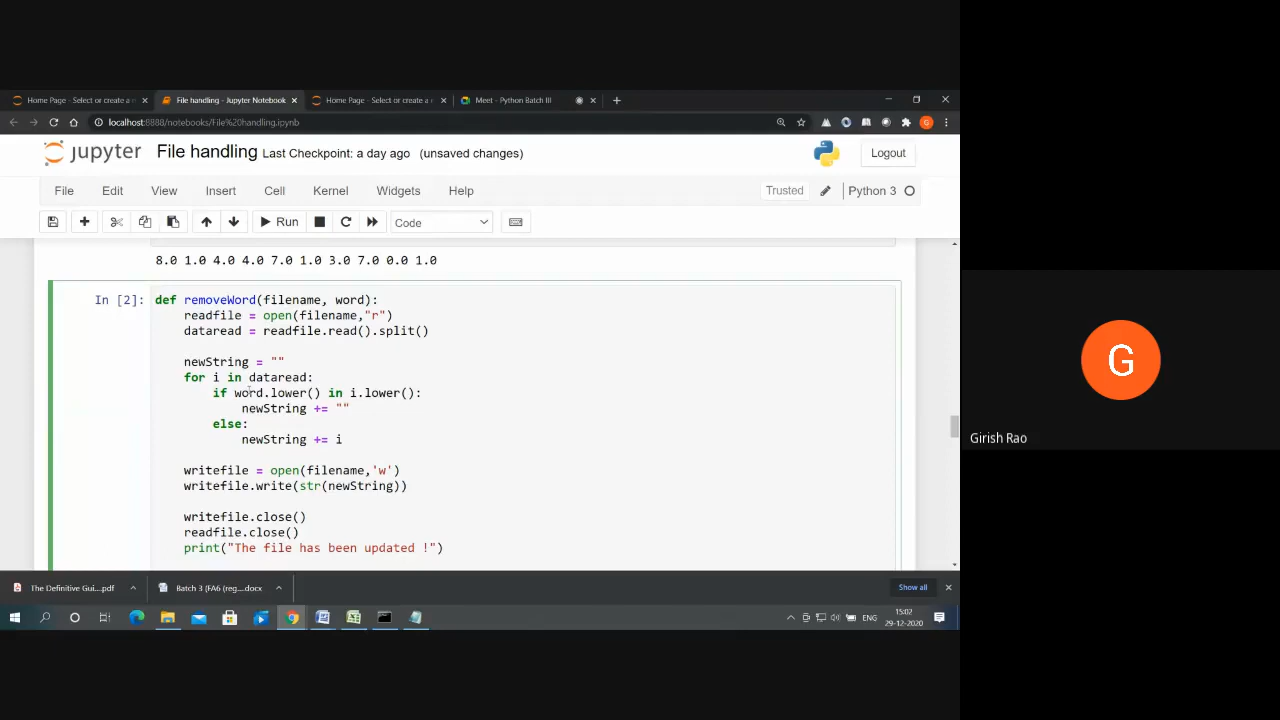 Home Page - Select or create a n
File handling - Jupyter Notebook
Home Page - Select or create a n
Meet - Python Batch III
localhost:8888/notebooks/File%20handling.ipynb
Jupyter File handling Last Checkpoint: a day ago (unsaved changes)
Logout
File Edit View Insert Cell Kernel Widgets Help
Trusted Python 3
Run Code
8.0 1.0 4.0 4.0 7.0 1.0 3.0 7.0 0.0 1.0
In [2]: def removeWord(filename, word):
readfile = open(filename,"r")
dataread = readfile.read().split()
newString = ""
for i in dataread:
if word.lower() in i.lower():
newString += ""
else:
newString += i
writefile = open(filename,'w')
writefile.write(str(newString))
writefile.close()
readfile.close()
print("The file has been updated !")
G
Girish Rao
The Definitive Gui....pdf
Batch 3 (FA6 (reg....docx
Show all
ENG
15:02
29-12-2020